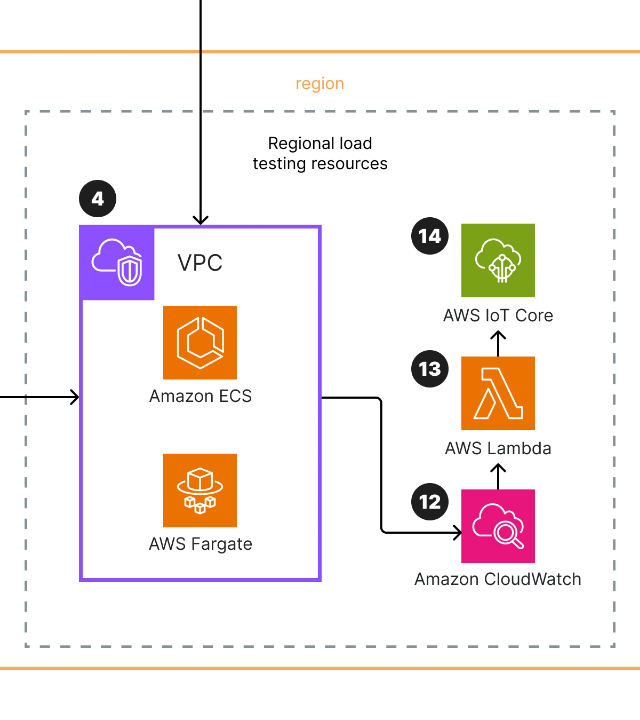 region
Regional load
testing resources
4
VPC
Amazon ECS
AWS Fargate
14
AWS IoT Core
13
AWS Lambda
12
Amazon CloudWatch